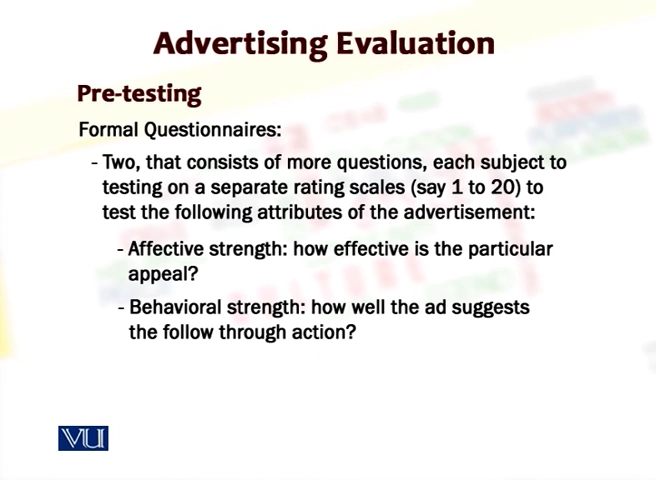 Advertising Evaluation
Pre-testing
Formal Questionnaires:
- Two, that consists of more questions, each subject to
testing on a separate rating scales (say 1 to 20) to
test the following attributes of the advertisement:
- Affective strength: how effective is the particular
appeal?
- Behavioral strength: how well the ad suggests
the follow through action?
VU